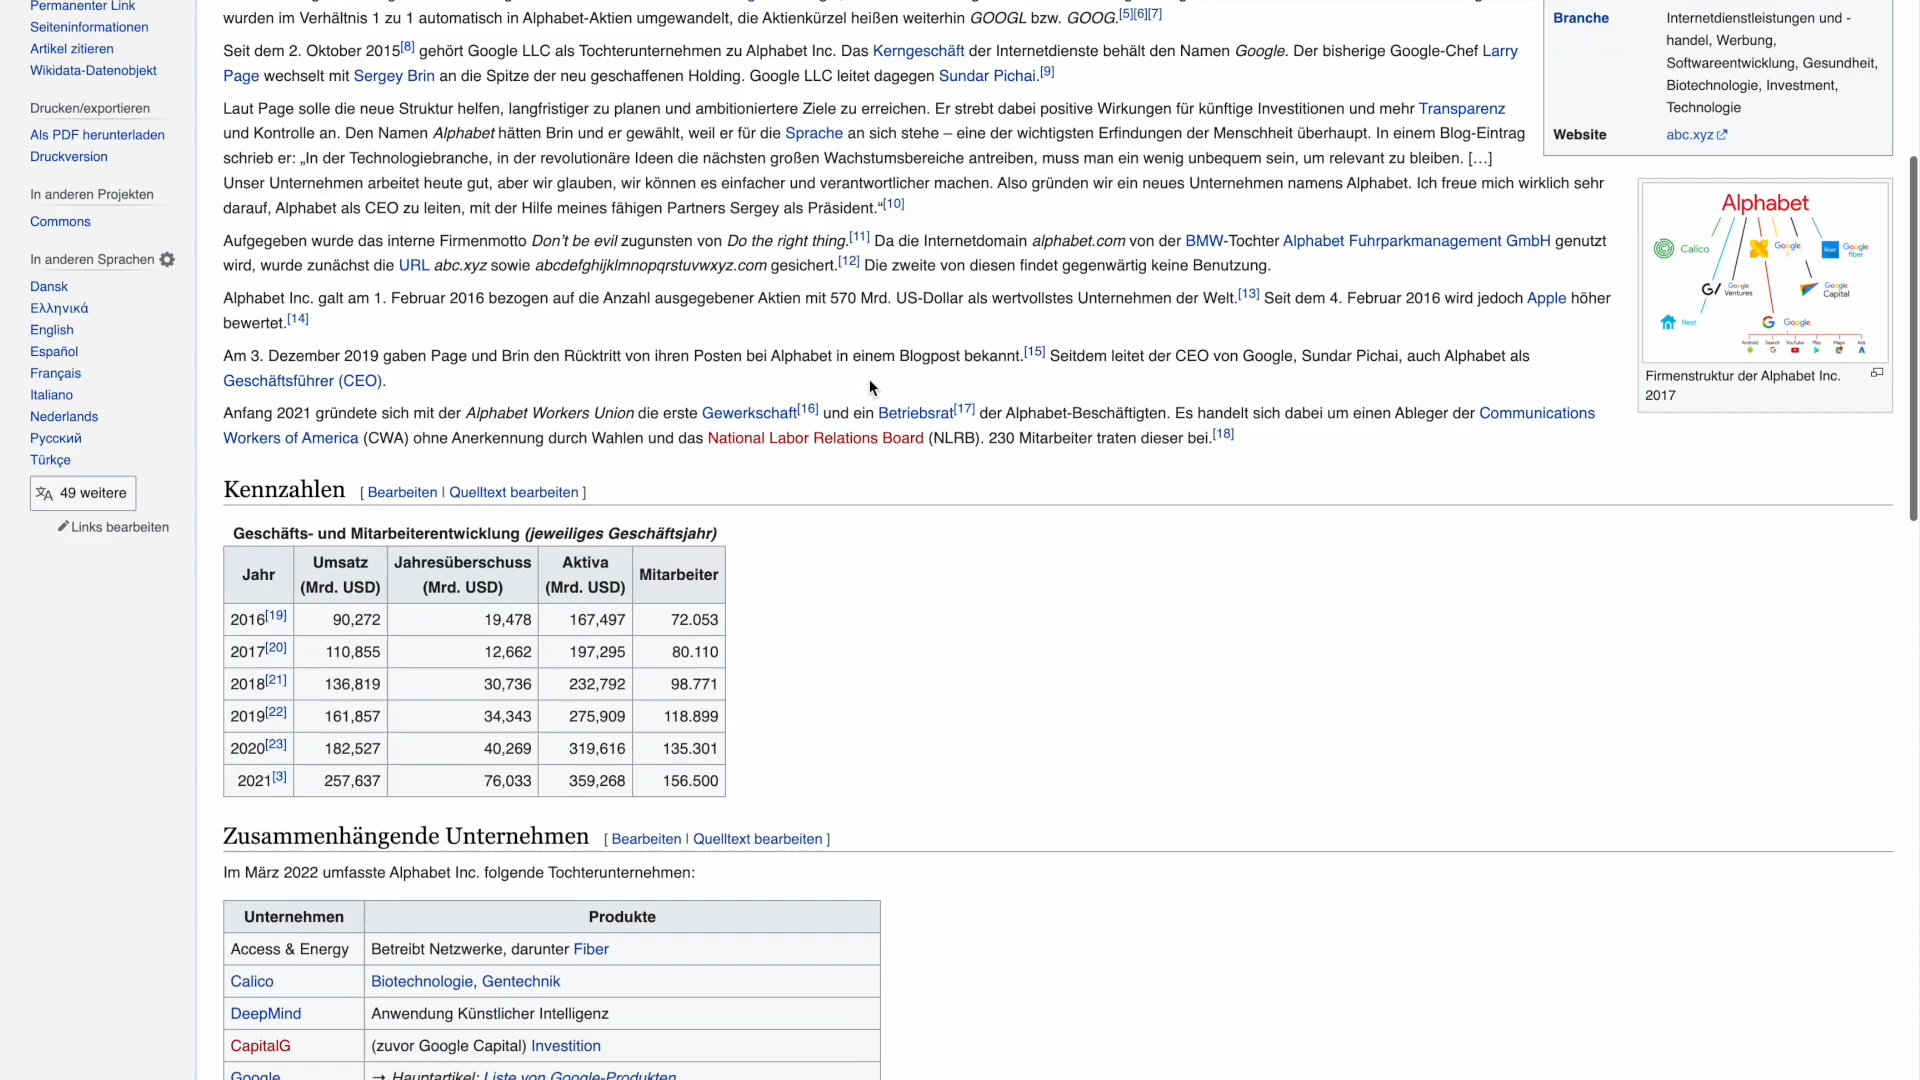 Permanenter Link
Seiteninformationen
Artikel zitieren
Wikidata-Datenobjekt
Drucken/exportieren
Als PDF herunterladen
Druckversion
In anderen Projekten
Commons
In anderen Sprachen
Dansk
Ελληνικά
English
Español
Français
Italiano
Nederlands
Русский
Türkçe
49 weitere
Links bearbeiten
wurden im Verhältnis 1 zu 1 automatisch in Alphabet-Aktien umgewandelt, die Aktienkürzel heißen weiterhin GOOGL bzw. GOOG.[5][6][7]
Seit dem 2. Oktober 2015[8] gehört Google LLC als Tochterunternehmen zu Alphabet Inc. Das Kerngeschäft der Internetdienste behält den Namen Google. Der bisherige Google-Chef Larry
Page wechselt mit Sergey Brin an die Spitze der neu geschaffenen Holding. Google LLC leitet dagegen Sundar Pichai.[9]
Laut Page solle die neue Struktur helfen, langfristiger zu planen und ambitioniertere Ziele zu erreichen. Er strebt dabei positive Wirkungen für künftige Investitionen und mehr Transparenz
und Kontrolle an. Den Namen Alphabet hätten Brin und er gewählt, weil er für die Sprache an sich stehe – eine der wichtigsten Erfindungen der Menschheit überhaupt. In einem Blog-Eintrag
schrieb er: „In der Technologiebranche, in der revolutionäre Ideen die nächsten großen Wachstumsbereiche antreiben, muss man ein wenig unbequem sein, um relevant zu bleiben. […]
Unser Unternehmen arbeitet heute gut, aber wir glauben, wir können es einfacher und verantwortlicher machen. Also gründen wir ein neues Unternehmen namens Alphabet. Ich freue mich wirklich sehr
darauf, Alphabet als CEO zu leiten, mit der Hilfe meines fähigen Partners Sergey als Präsident.“[10]
Aufgegeben wurde das interne Firmenmotto Don't be evil zugunsten von Do the right thing.[11] Da die Internetdomain alphabet.com von der BMW-Tochter Alphabet Fuhrparkmanagement GmbH genutzt
wird, wurde zunächst die URL abc.xyz sowie abcdefghijklmnopqrstuvwxyz.com gesichert.[12] Die zweite von diesen findet gegenwärtig keine Benutzung.
Alphabet Inc. galt am 1. Februar 2016 bezogen auf die Anzahl ausgegebener Aktien mit 570 Mrd. US-Dollar als wertvollstes Unternehmen der Welt.[13] Seit dem 4. Februar 2016 wird jedoch Apple höher
bewertet.[14]
Am 3. Dezember 2019 gaben Page und Brin den Rücktritt von ihren Posten bei Alphabet in einem Blogpost bekannt.[15] Seitdem leitet der CEO von Google, Sundar Pichai, auch Alphabet als
Geschäftsführer (CEO).
Anfang 2021 gründete sich mit der Alphabet Workers Union die erste Gewerkschaft[16] und ein Betriebsrat[17] der Alphabet-Beschäftigten. Es handelt sich dabei um einen Ableger der Communications
Workers of America (CWA) ohne Anerkennung durch Wahlen und das National Labor Relations Board (NLRB). 230 Mitarbeiter traten dieser bei.[18]
Branche Internetdienstleistungen und -
handel, Werbung,
Softwareentwicklung, Gesundheit,
Biotechnologie, Investment,
Technologie
Website abc.xyz
Alphabet
Calico
Google
Google fiber
G/ Google Ventures
Google Capital
Nest
G Google
Android Search YouTube Play Maps Ads
Firmenstruktur der Alphabet Inc.
2017
Kennzahlen [ Bearbeiten | Quelltext bearbeiten ]
Geschäfts- und Mitarbeiterentwicklung (jeweiliges Geschäftsjahr)
Jahr Umsatz (Mrd. USD) Jahresüberschuss (Mrd. USD) Aktiva (Mrd. USD) Mitarbeiter
2016[19] 90,272 19,478 167,497 72.053
2017[20] 110,855 12,662 197,295 80.110
2018[21] 136,819 30,736 232,792 98.771
2019[22] 161,857 34,343 275,909 118.899
2020[23] 182,527 40,269 319,616 135.301
2021[3] 257,637 76,033 359,268 156.500
Zusammenhängende Unternehmen [ Bearbeiten | Quelltext bearbeiten ]
Im März 2022 umfasste Alphabet Inc. folgende Tochterunternehmen:
Unternehmen Produkte
Access & Energy Betreibt Netzwerke, darunter Fiber
Calico Biotechnologie, Gentechnik
DeepMind Anwendung Künstlicher Intelligenz
CapitalG (zuvor Google Capital) Investition
Google → Hauptartikel: Liste von Google-Produkten